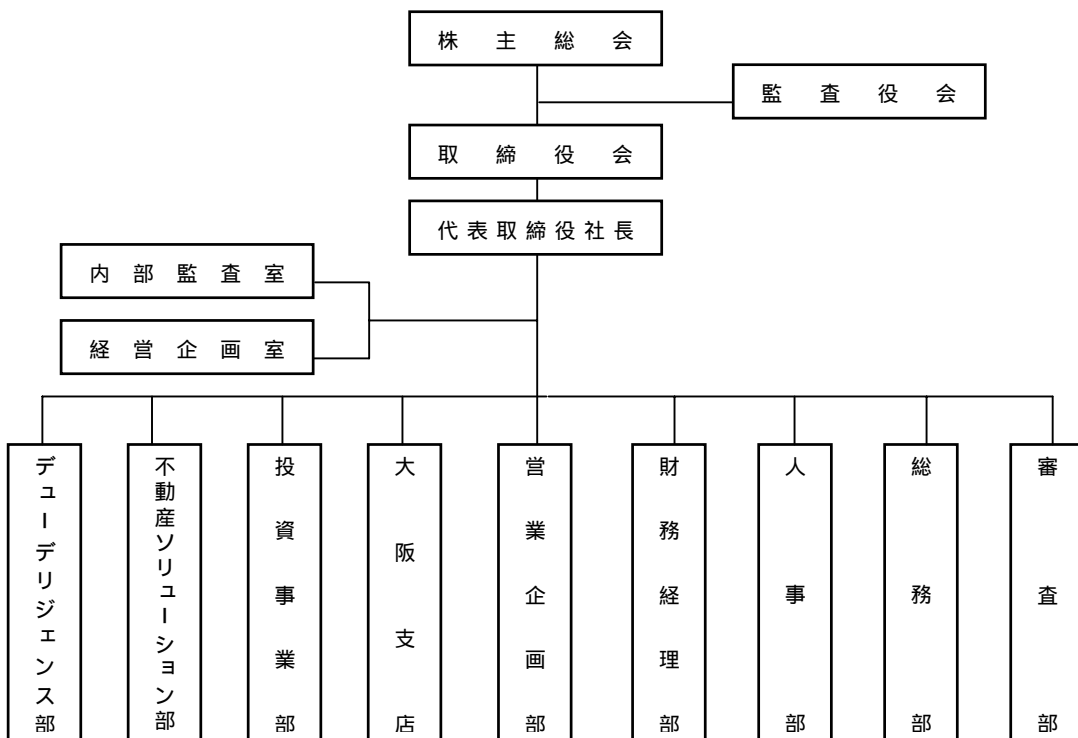 株主総会
監査役会
取締役会
代表取締役社長
内部監査室
経営企画室
デューデリジェンス部
不動産ソリューション部
投資事業部
大阪支店
営業企画部
財務経理部
人事部
総務部
審査部